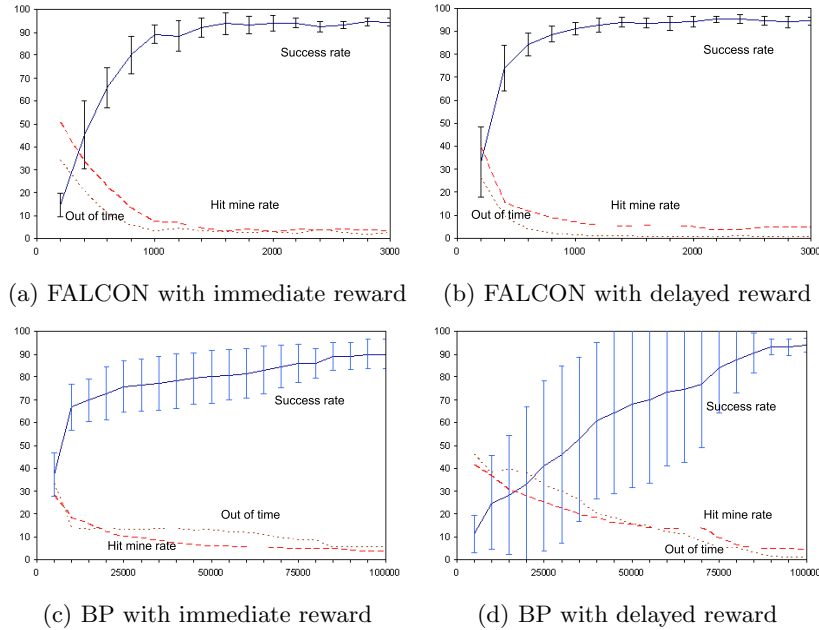 100
90
80
70
60
50
40
30
20
10
0
Success rate
Hit mine rate
Out of time
0 1000 2000 3000
(a) FALCON with immediate reward
100
90
80
70
60
50
40
30
20
10
0
Success rate
Hit mine rate
Out of time
0 1000 2000 3000
(b) FALCON with delayed reward
100
90
80
70
60
50
40
30
20
10
0
Success rate
Out of time
Hit mine rate
0 25000 50000 75000 100000
(c) BP with immediate reward
100
90
80
70
60
50
40
30
20
10
0
Success rate
Hit mine rate
Out of time
0 25000 50000 75000 100000
(d) BP with delayed reward